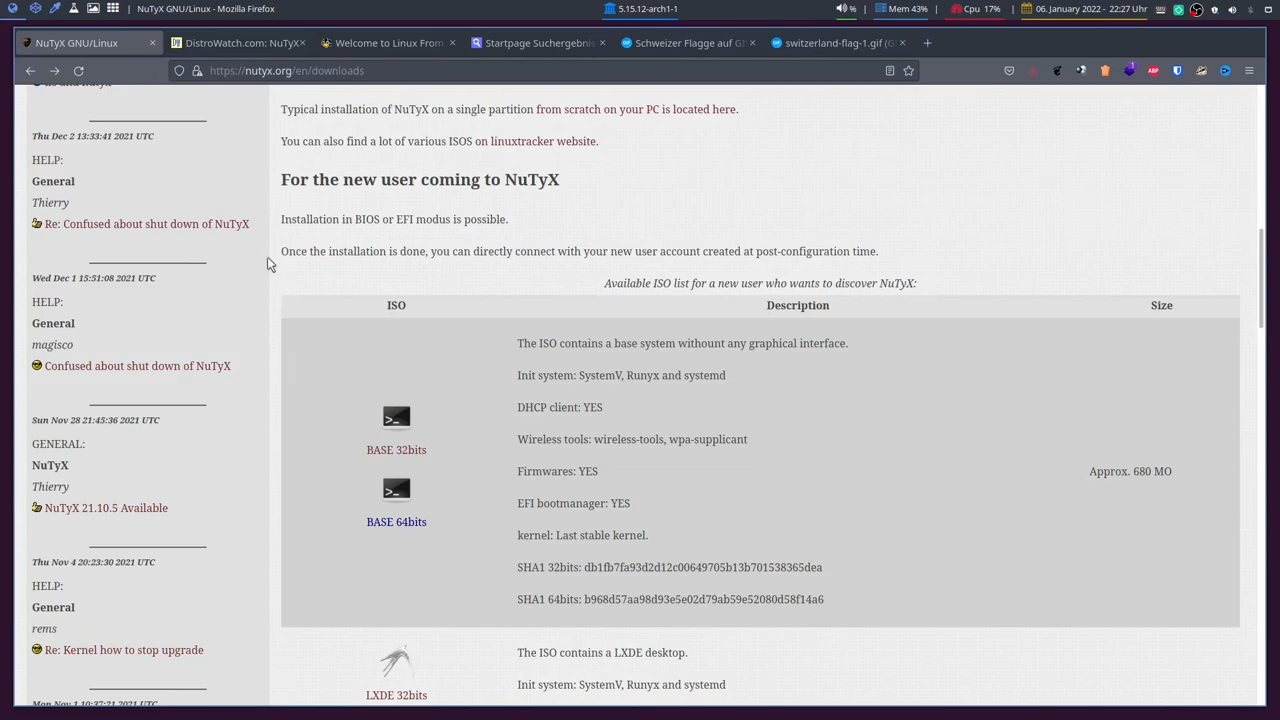 NuTyX GNU/Linux - Mozilla Firefox
5.15.12-arch1-1
%
Mem 43%
Cpu 17%
06. January 2022 - 22:27 Uhr
NuTyX GNU/Linux
DistroWatch.com: NuTyX
Welcome to Linux From
Startpage Suchergebnis
Schweizer Flagge auf GI
switzerland-flag-1.gif (G
https://nutyx.org/en/downloads
Thu Dec 2 13:33:41 2021 UTC
HELP:
General
Thierry
Re: Confused about shut down of NuTyX
Wed Dec 1 15:51:08 2021 UTC
HELP:
General
magisco
Confused about shut down of NuTyX
Sun Nov 28 21:45:36 2021 UTC
GENERAL:
NuTyX
Thierry
NuTyX 21.10.5 Available
Thu Nov 4 20:23:30 2021 UTC
HELP:
General
rems
Re: Kernel how to stop upgrade
Mon Nov 1 10:37:21 2021 UTC
Typical installation of NuTyX on a single partition from scratch on your PC is located here.
You can also find a lot of various ISOS on linuxtracker website.
For the new user coming to NuTyX
Installation in BIOS or EFI modus is possible.
Once the installation is done, you can directly connect with your new user account created at post-configuration time.
Available ISO list for a new user who wants to discover NuTyX:
ISO Description Size
The ISO contains a base system withount any graphical interface.
Init system: SystemV, Runyx and systemd
DHCP client: YES
Wireless tools: wireless-tools, wpa-supplicant
BASE 32bits
Firmwares: YES
Approx. 680 MO
EFI bootmanager: YES
BASE 64bits
kernel: Last stable kernel.
SHA1 32bits: db1fb7fa93d2d12c00649705b13b701538365dea
SHA1 64bits: b968d57aa98d93e5e02d79ab59e52080d58f14a6
The ISO contains a LXDE desktop.
Init system: SystemV, Runyx and systemd
LXDE 32bits